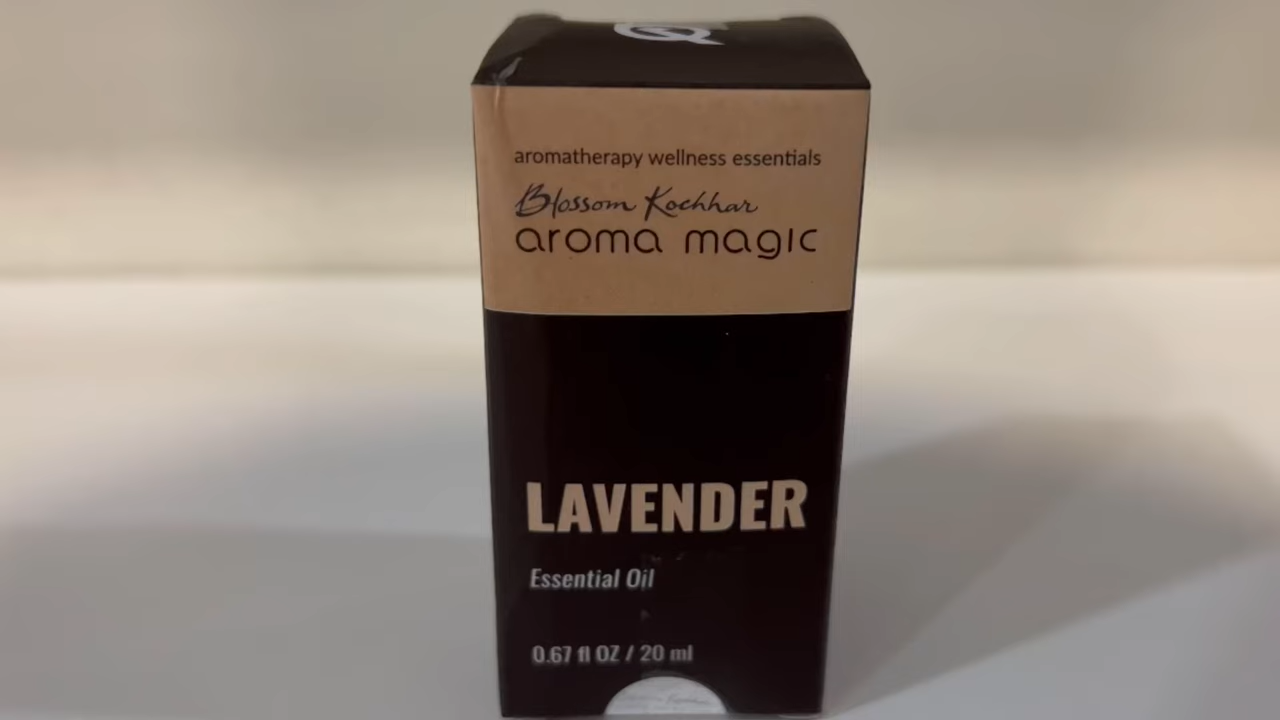 aromatherapy wellness essentials
Blossom Kochhar
aroma magic
LAVENDER
Essential Oil
0.67 fl OZ / 20 ml